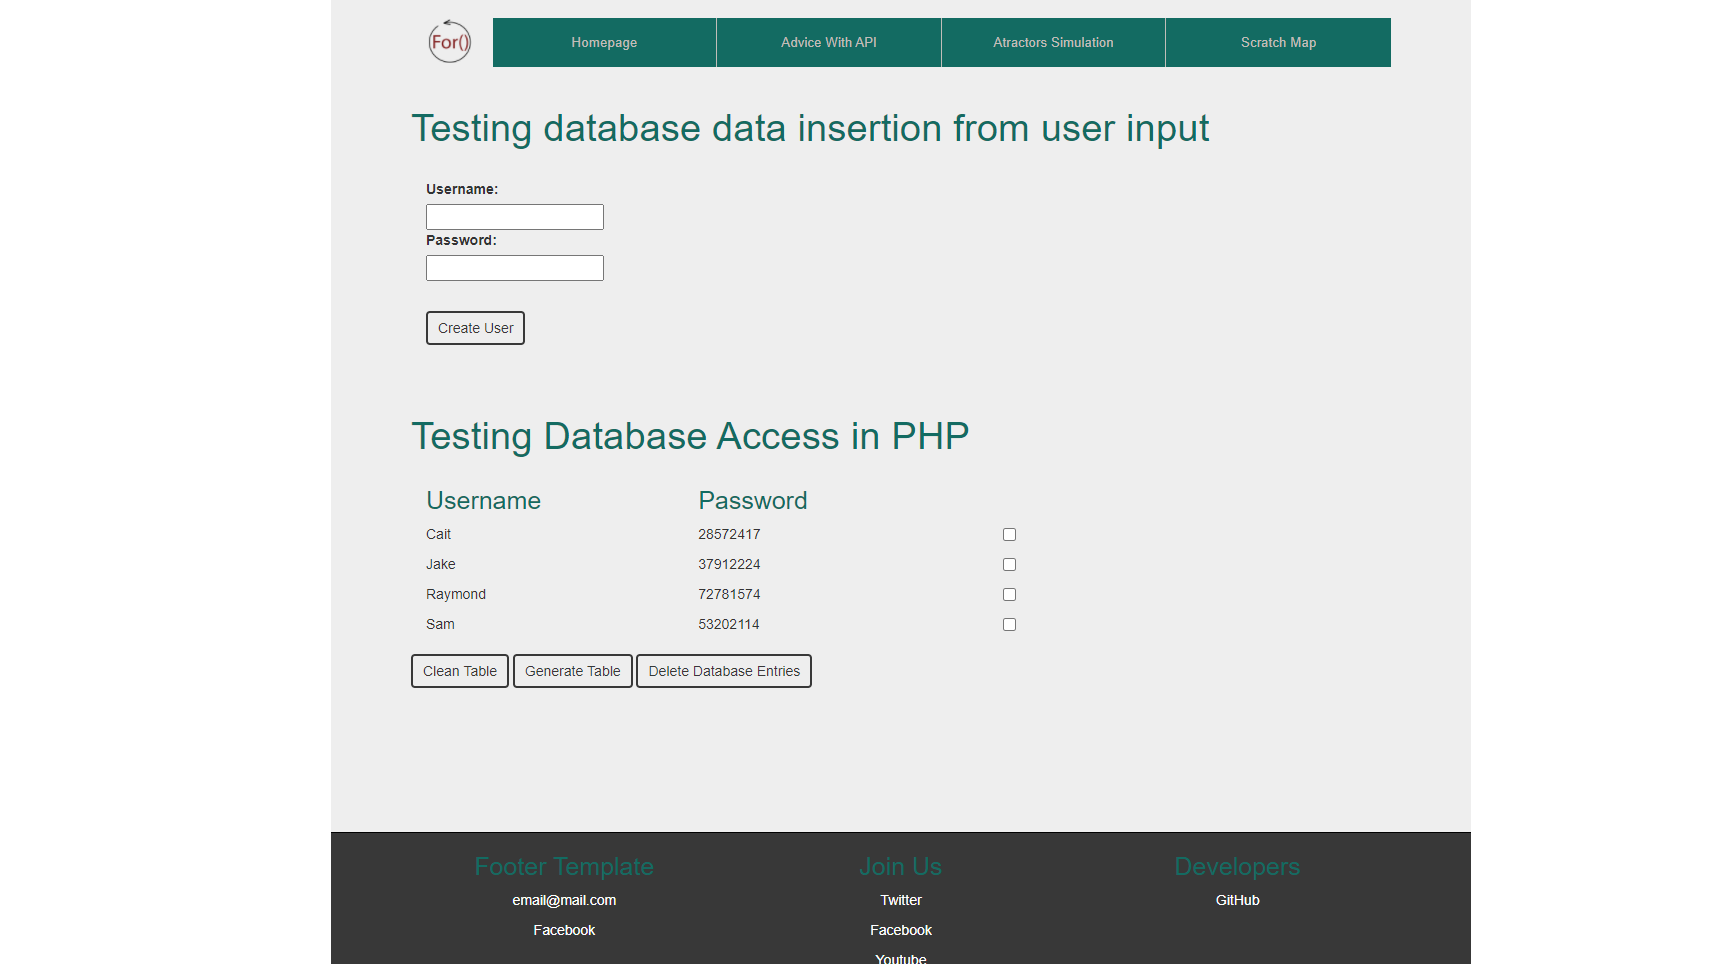 For()
Homepage
Advice With API
Atractors Simulation
Scratch Map
Testing database data insertion from user input
Username:
Password:
Create User
Testing Database Access in PHP
Username Password
Cait 28572417
Jake 37912224
Raymond 72781574
Sam 53202114
Clean Table Generate Table Delete Database Entries
Footer Template
email@mail.com
Facebook
Join Us
Twitter
Facebook
Youtube
Developers
GitHub